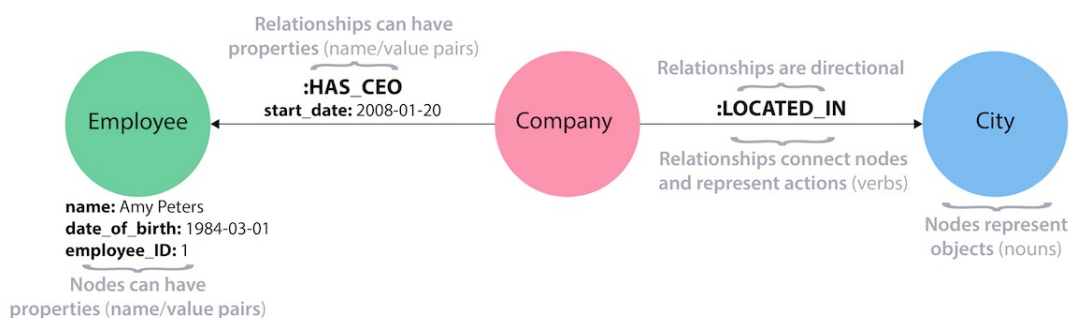 Relationships can have
properties (name/value pairs)
:HAS_CEO
start_date: 2008-01-20
Relationships are directional
:LOCATED_IN
Relationships connect nodes
and represent actions (verbs)
Employee
Company
City
name: Amy Peters
date_of_birth: 1984-03-01
employee_ID: 1
Nodes can have
properties (name/value pairs)
Nodes represent
objects (nouns)